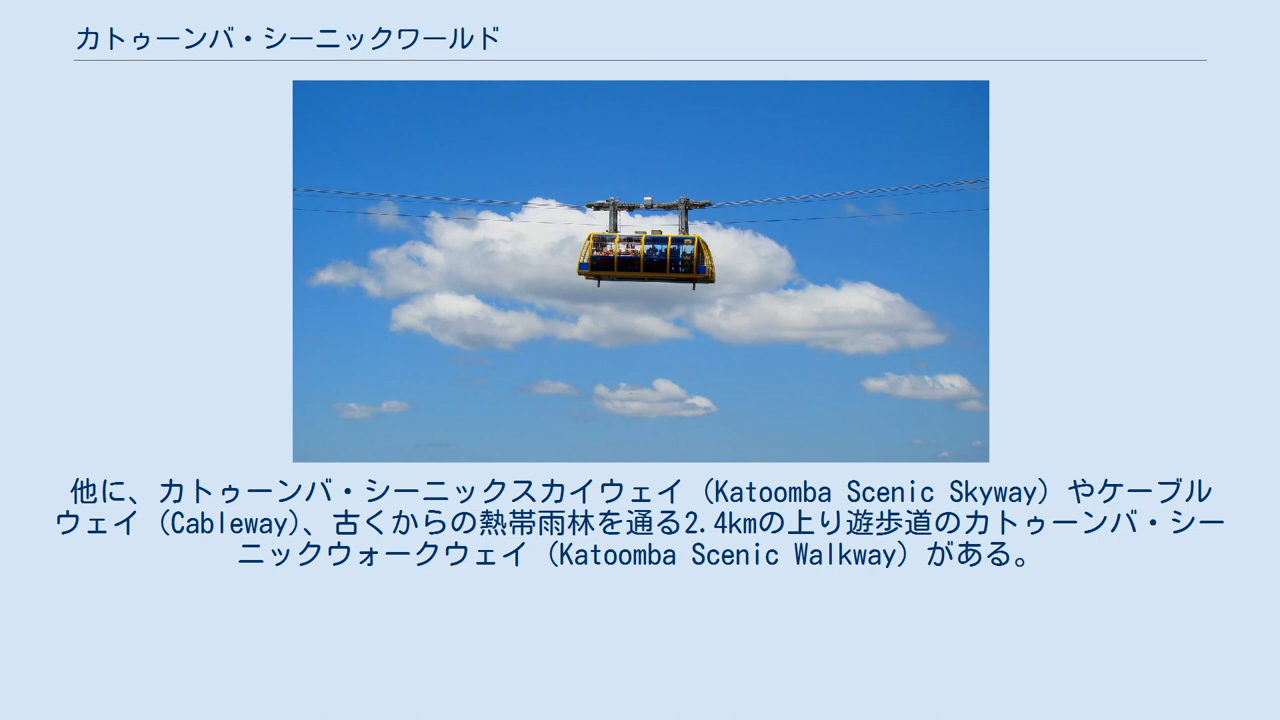 カトゥーンバ・シーニックワールド
他に、カトゥーンバ・シーニックスカイウェイ（Katoomba Scenic Skyway）やケーブル
ウェイ（Cableway)、古くからの熱帯雨林を通る2.4kmの上り遊歩道のカトゥーンバ・シー
ニックウォークウェイ（Katoomba Scenic Walkway）がある。